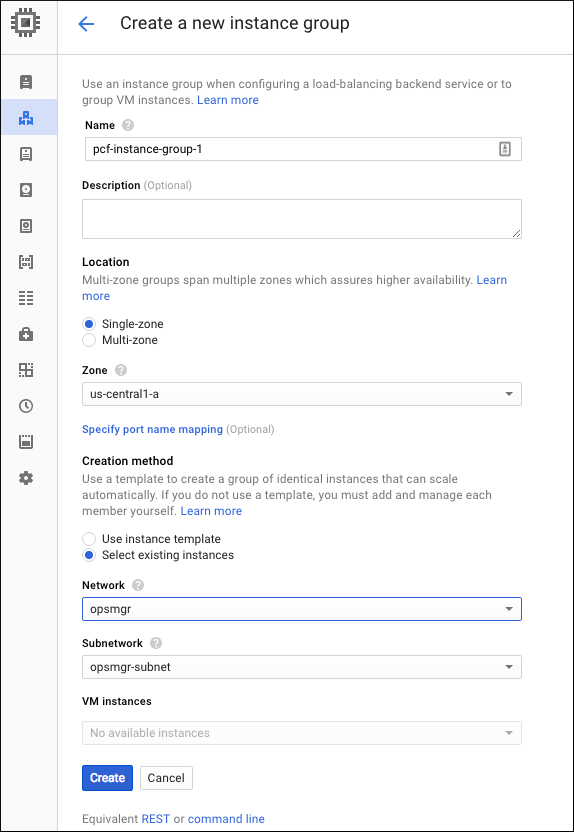 Create a new instance group
Use an instance group when configuring a load-balancing backend service or to
group VM instances. Learn more
Name ?
pcf-instance-group-1
Description (Optional)
Location
Multi-zone groups span multiple zones which assures higher availability. Learn
more
Single-zone
Multi-zone
Zone ?
us-central1-a
Specify port name mapping (Optional)
Creation method
Use a template to create a group of identical instances that can scale
automatically. If you do not use a template, you must add and manage each
member yourself. Learn more
Use instance template
Select existing instances
Network ?
opsmgr
Subnetwork ?
opsmgr-subnet
VM instances
No available instances
Create Cancel
Equivalent REST or command line